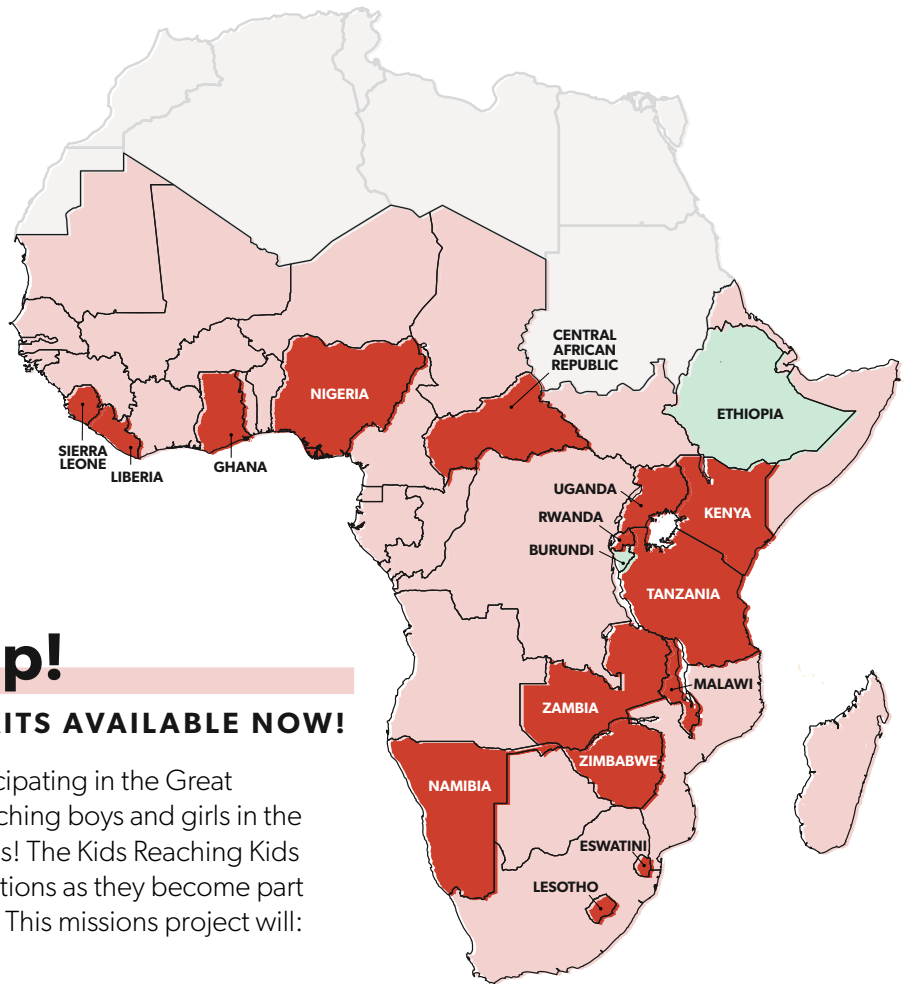 CENTRAL
AFRICAN
REPUBLIC
NIGERIA
ETHIOPIA
SIERRA
LEONE
LIBERIA
GHANA
UGANDA
KENYA
RWANDA
BURUNDI
TANZANIA
MALAWI
ZAMBIA
ZIMBABWE
NAMIBIA
ESWATINI
LESOTHO
p!
ITS AVAILABLE NOW!
cipating in the Great
ching boys and girls in the
s! The Kids Reaching Kids
tions as they become part
This missions project will: